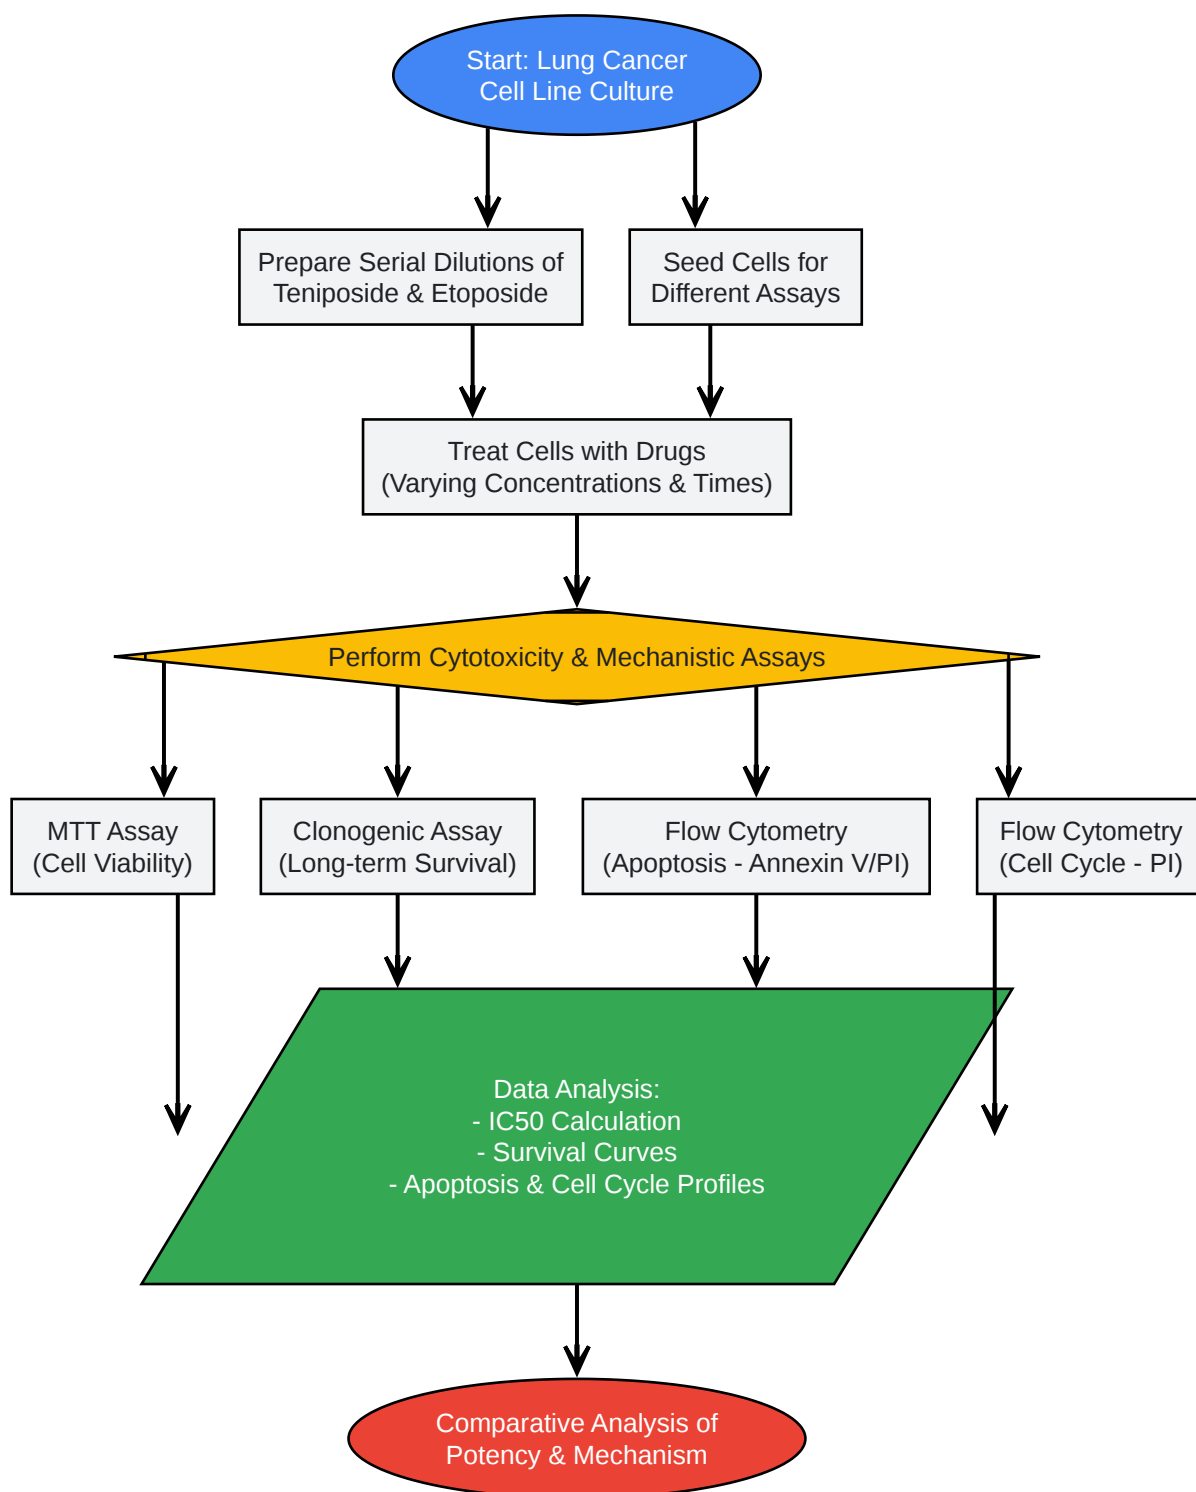 Start: Lung Cancer
Cell Line Culture
Prepare Serial Dilutions of
Teniposide & Etoposide
Seed Cells for
Different Assays
Treat Cells with Drugs
(Varying Concentrations & Times)
Perform Cytotoxicity & Mechanistic Assays
MTT Assay
(Cell Viability)
Clonogenic Assay
(Long-term Survival)
Flow Cytometry
(Apoptosis - Annexin V/PI)
Flow Cytometry
(Cell Cycle - PI)
Data Analysis:
- IC50 Calculation
- Survival Curves
- Apoptosis & Cell Cycle Profiles
Comparative Analysis of
Potency & Mechanism